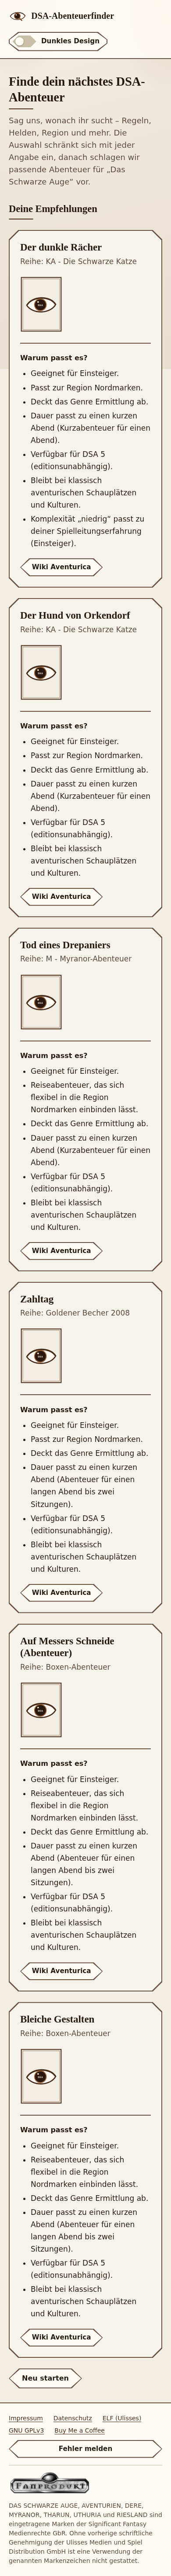 DSA-Abenteuerfinder
Dunkles Design
Finde dein nächstes DSA-
Abenteuer
Sag uns, wonach ihr sucht – Regeln,
Helden, Region und mehr. Die
Auswahl schränkt sich mit jeder
Angabe ein, danach schlagen wir
passende Abenteuer für „Das
Schwarze Auge“ vor.
Deine Empfehlungen
Der dunkle Rächer
Reihe: KA - Die Schwarze Katze
Warum passt es?
• Geeignet für Einsteiger.
• Passt zur Region Nordmarken.
• Deckt das Genre Ermittlung ab.
• Dauer passt zu einen kurzen
Abend (Kurzabenteuer für einen
Abend).
• Verfügbar für DSA 5
(editionsunabhängig).
• Bleibt bei klassisch
aventurischen Schauplätzen
und Kulturen.
• Komplexität „niedrig“ passt zu
deiner Spielleitungserfahrung
(Einsteiger).
Wiki Aventurica
Der Hund von Orkendorf
Reihe: KA - Die Schwarze Katze
Warum passt es?
• Geeignet für Einsteiger.
• Passt zur Region Nordmarken.
• Deckt das Genre Ermittlung ab.
• Dauer passt zu einen kurzen
Abend (Kurzabenteuer für einen
Abend).
• Verfügbar für DSA 5
(editionsunabhängig).
• Bleibt bei klassisch
aventurischen Schauplätzen
und Kulturen.
Wiki Aventurica
Tod eines Drepaniers
Reihe: M - Myranor-Abenteuer
Warum passt es?
• Geeignet für Einsteiger.
• Reiseabenteuer, das sich
flexibel in die Region
Nordmarken einbinden lässt.
• Deckt das Genre Ermittlung ab.
• Dauer passt zu einen kurzen
Abend (Kurzabenteuer für einen
Abend).
• Verfügbar für DSA 5
(editionsunabhängig).
• Bleibt bei klassisch
aventurischen Schauplätzen
und Kulturen.
Wiki Aventurica
Zahltag
Reihe: Goldener Becher 2008
Warum passt es?
• Geeignet für Einsteiger.
• Passt zur Region Nordmarken.
• Deckt das Genre Ermittlung ab.
• Dauer passt zu einen kurzen
Abend (Abenteuer für einen
langen Abend bis zwei
Sitzungen).
• Verfügbar für DSA 5
(editionsunabhängig).
• Bleibt bei klassisch
aventurischen Schauplätzen
und Kulturen.
Wiki Aventurica
Auf Messers Schneide
(Abenteuer)
Reihe: Boxen-Abenteuer
Warum passt es?
• Geeignet für Einsteiger.
• Reiseabenteuer, das sich
flexibel in die Region
Nordmarken einbinden lässt.
• Deckt das Genre Ermittlung ab.
• Dauer passt zu einen kurzen
Abend (Abenteuer für einen
langen Abend bis zwei
Sitzungen).
• Verfügbar für DSA 5
(editionsunabhängig).
• Bleibt bei klassisch
aventurischen Schauplätzen
und Kulturen.
Wiki Aventurica
Bleiche Gestalten
Reihe: Boxen-Abenteuer
Warum passt es?
• Geeignet für Einsteiger.
• Reiseabenteuer, das sich
flexibel in die Region
Nordmarken einbinden lässt.
• Deckt das Genre Ermittlung ab.
• Dauer passt zu einen kurzen
Abend (Abenteuer für einen
langen Abend bis zwei
Sitzungen).
• Verfügbar für DSA 5
(editionsunabhängig).
• Bleibt bei klassisch
aventurischen Schauplätzen
und Kulturen.
Wiki Aventurica
Neu starten
Impressum Datenschutz ELF (Ulisses)
GNU GPLv3 Buy Me a Coffee
Fehler melden
FANPRODUKT
DAS SCHWARZE AUGE, AVENTURIEN, DERE,
MYRANOR, THARUN, UTHURIA und RIESLAND sind
eingetragene Marken der Significant Fantasy
Medienrechte GbR. Ohne vorherige schriftliche
Genehmigung der Ulisses Medien und Spiel
Distribution GmbH ist eine Verwendung der
genannten Markenzeichen nicht gestattet.